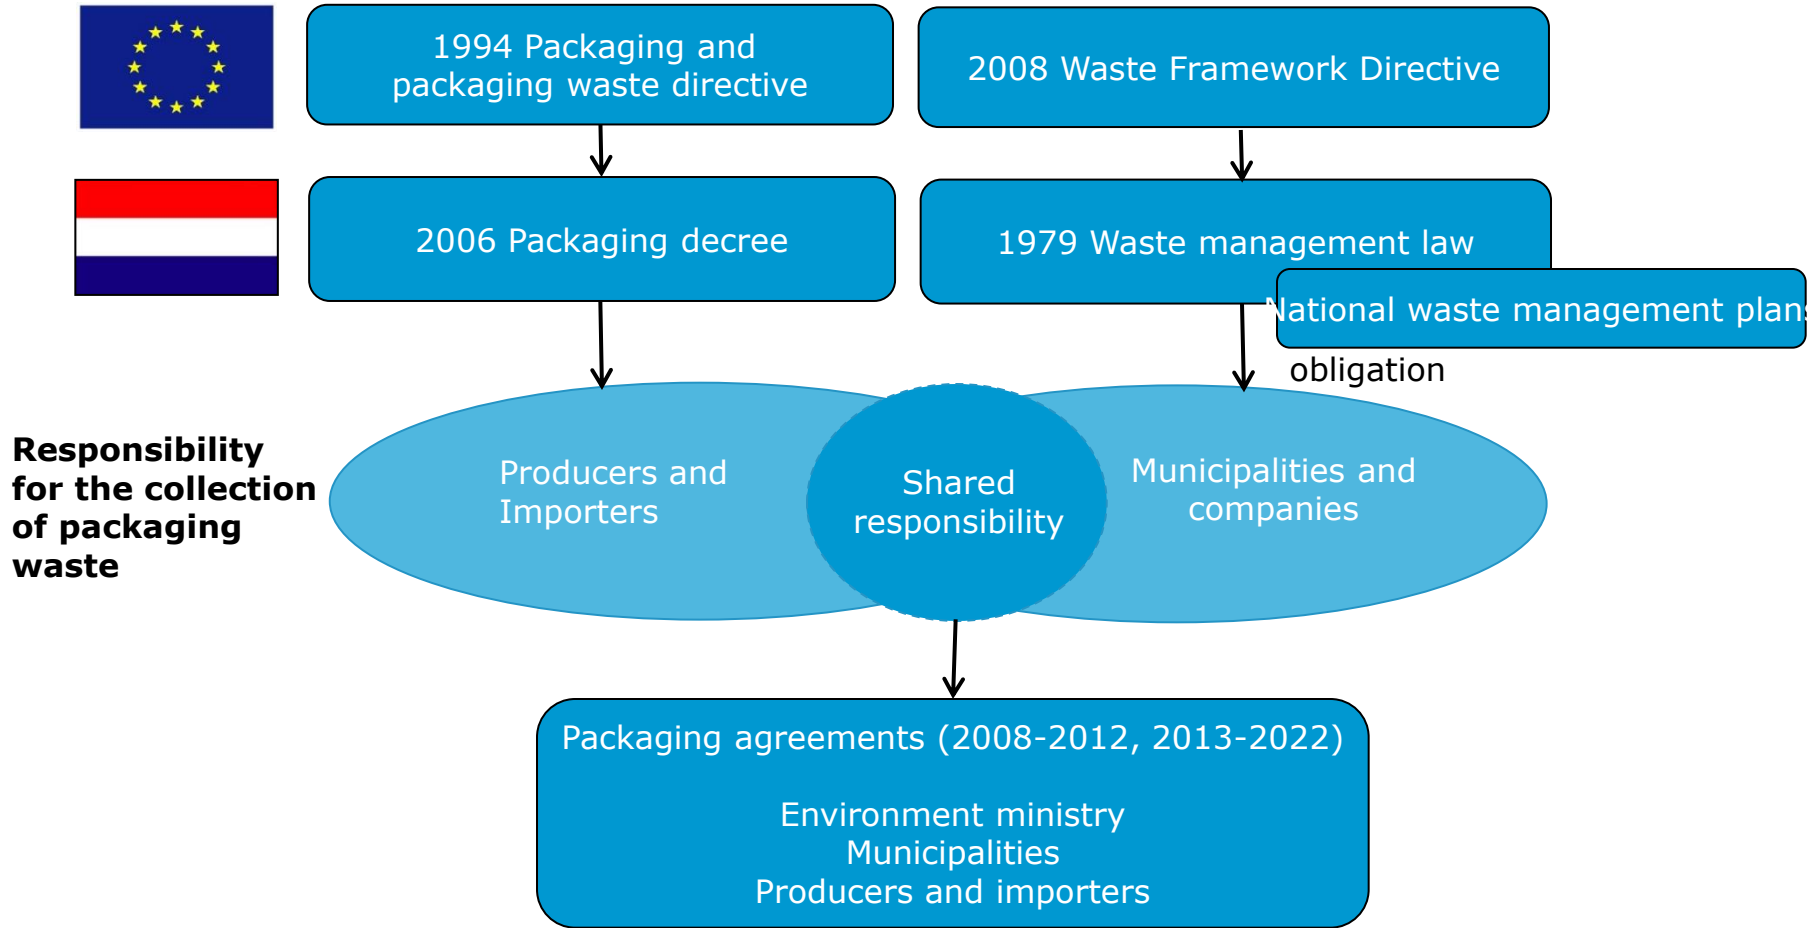 1994 Packaging and
packaging waste directive
2008 Waste Framework Directive
2006 Packaging decree
1979 Waste management law
National waste management plans
obligation
Responsibility
for the collection
of packaging
waste
Producers and
Importers
Shared
responsibility
Municipalities and
companies
Packaging agreements (2008-2012, 2013-2022)
Environment ministry
Municipalities
Producers and importers